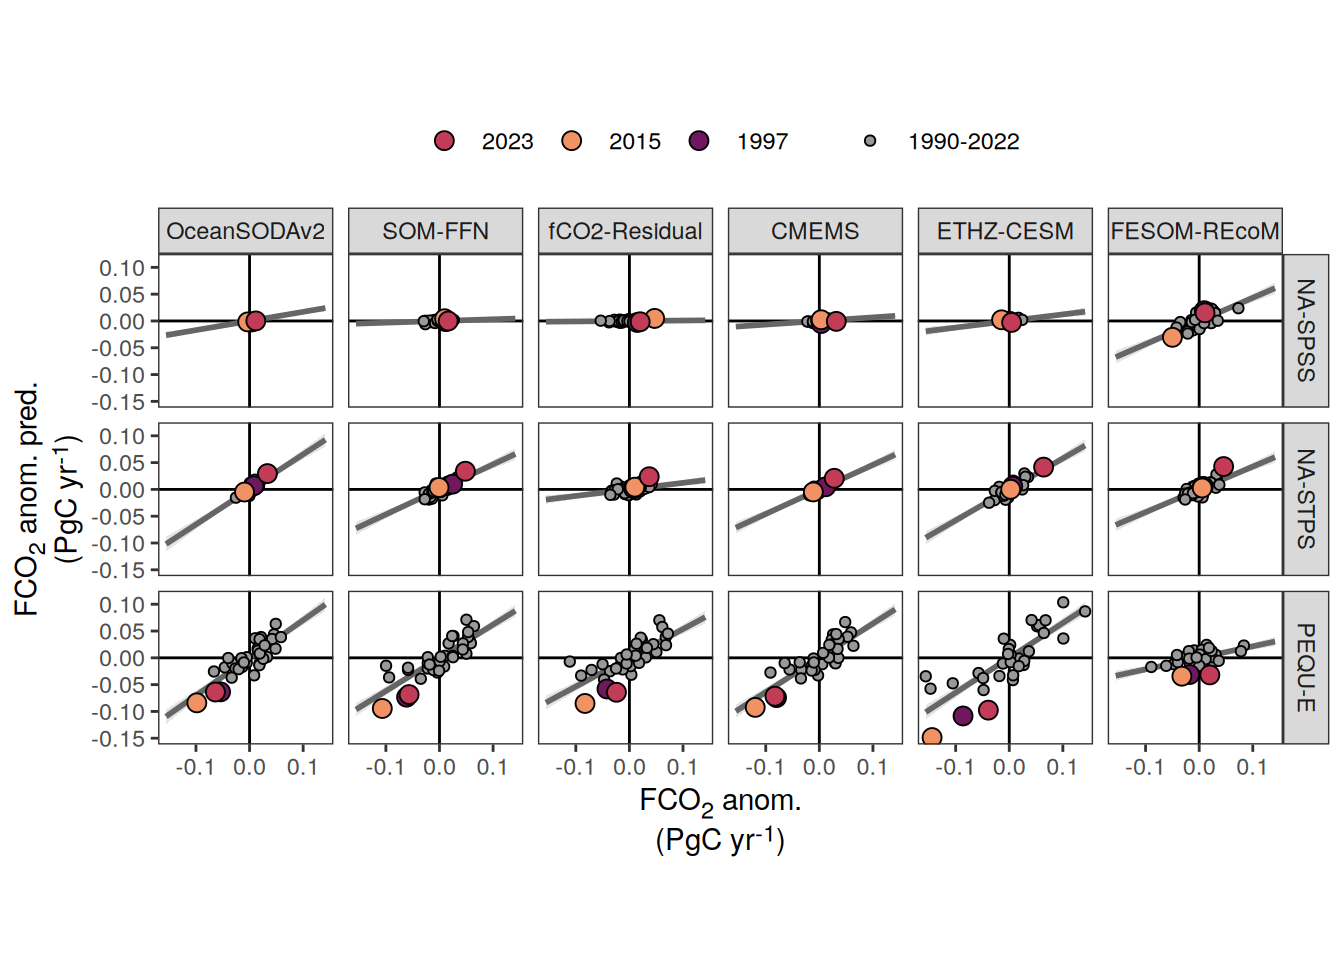 2023 2015 1997 1990-2022
OceanSODAv2 SOM-FFN fCO2-Residual CMEMS ETHZ-CESM FESOM-REcoM
0.10
0.05
0.00
-0.05
-0.10
-0.15
NA-SPSS
0.10
0.05
0.00
-0.05
-0.10
-0.15
NA-STPS
0.10
0.05
0.00
-0.05
-0.10
-0.15
PEQU-E
FCO₂ anom. pred.
(PgC yr⁻¹)
-0.1 0.0 0.1 -0.1 0.0 0.1 -0.1 0.0 0.1 -0.1 0.0 0.1 -0.1 0.0 0.1 -0.1 0.0 0.1
FCO₂ anom.
(PgC yr⁻¹)